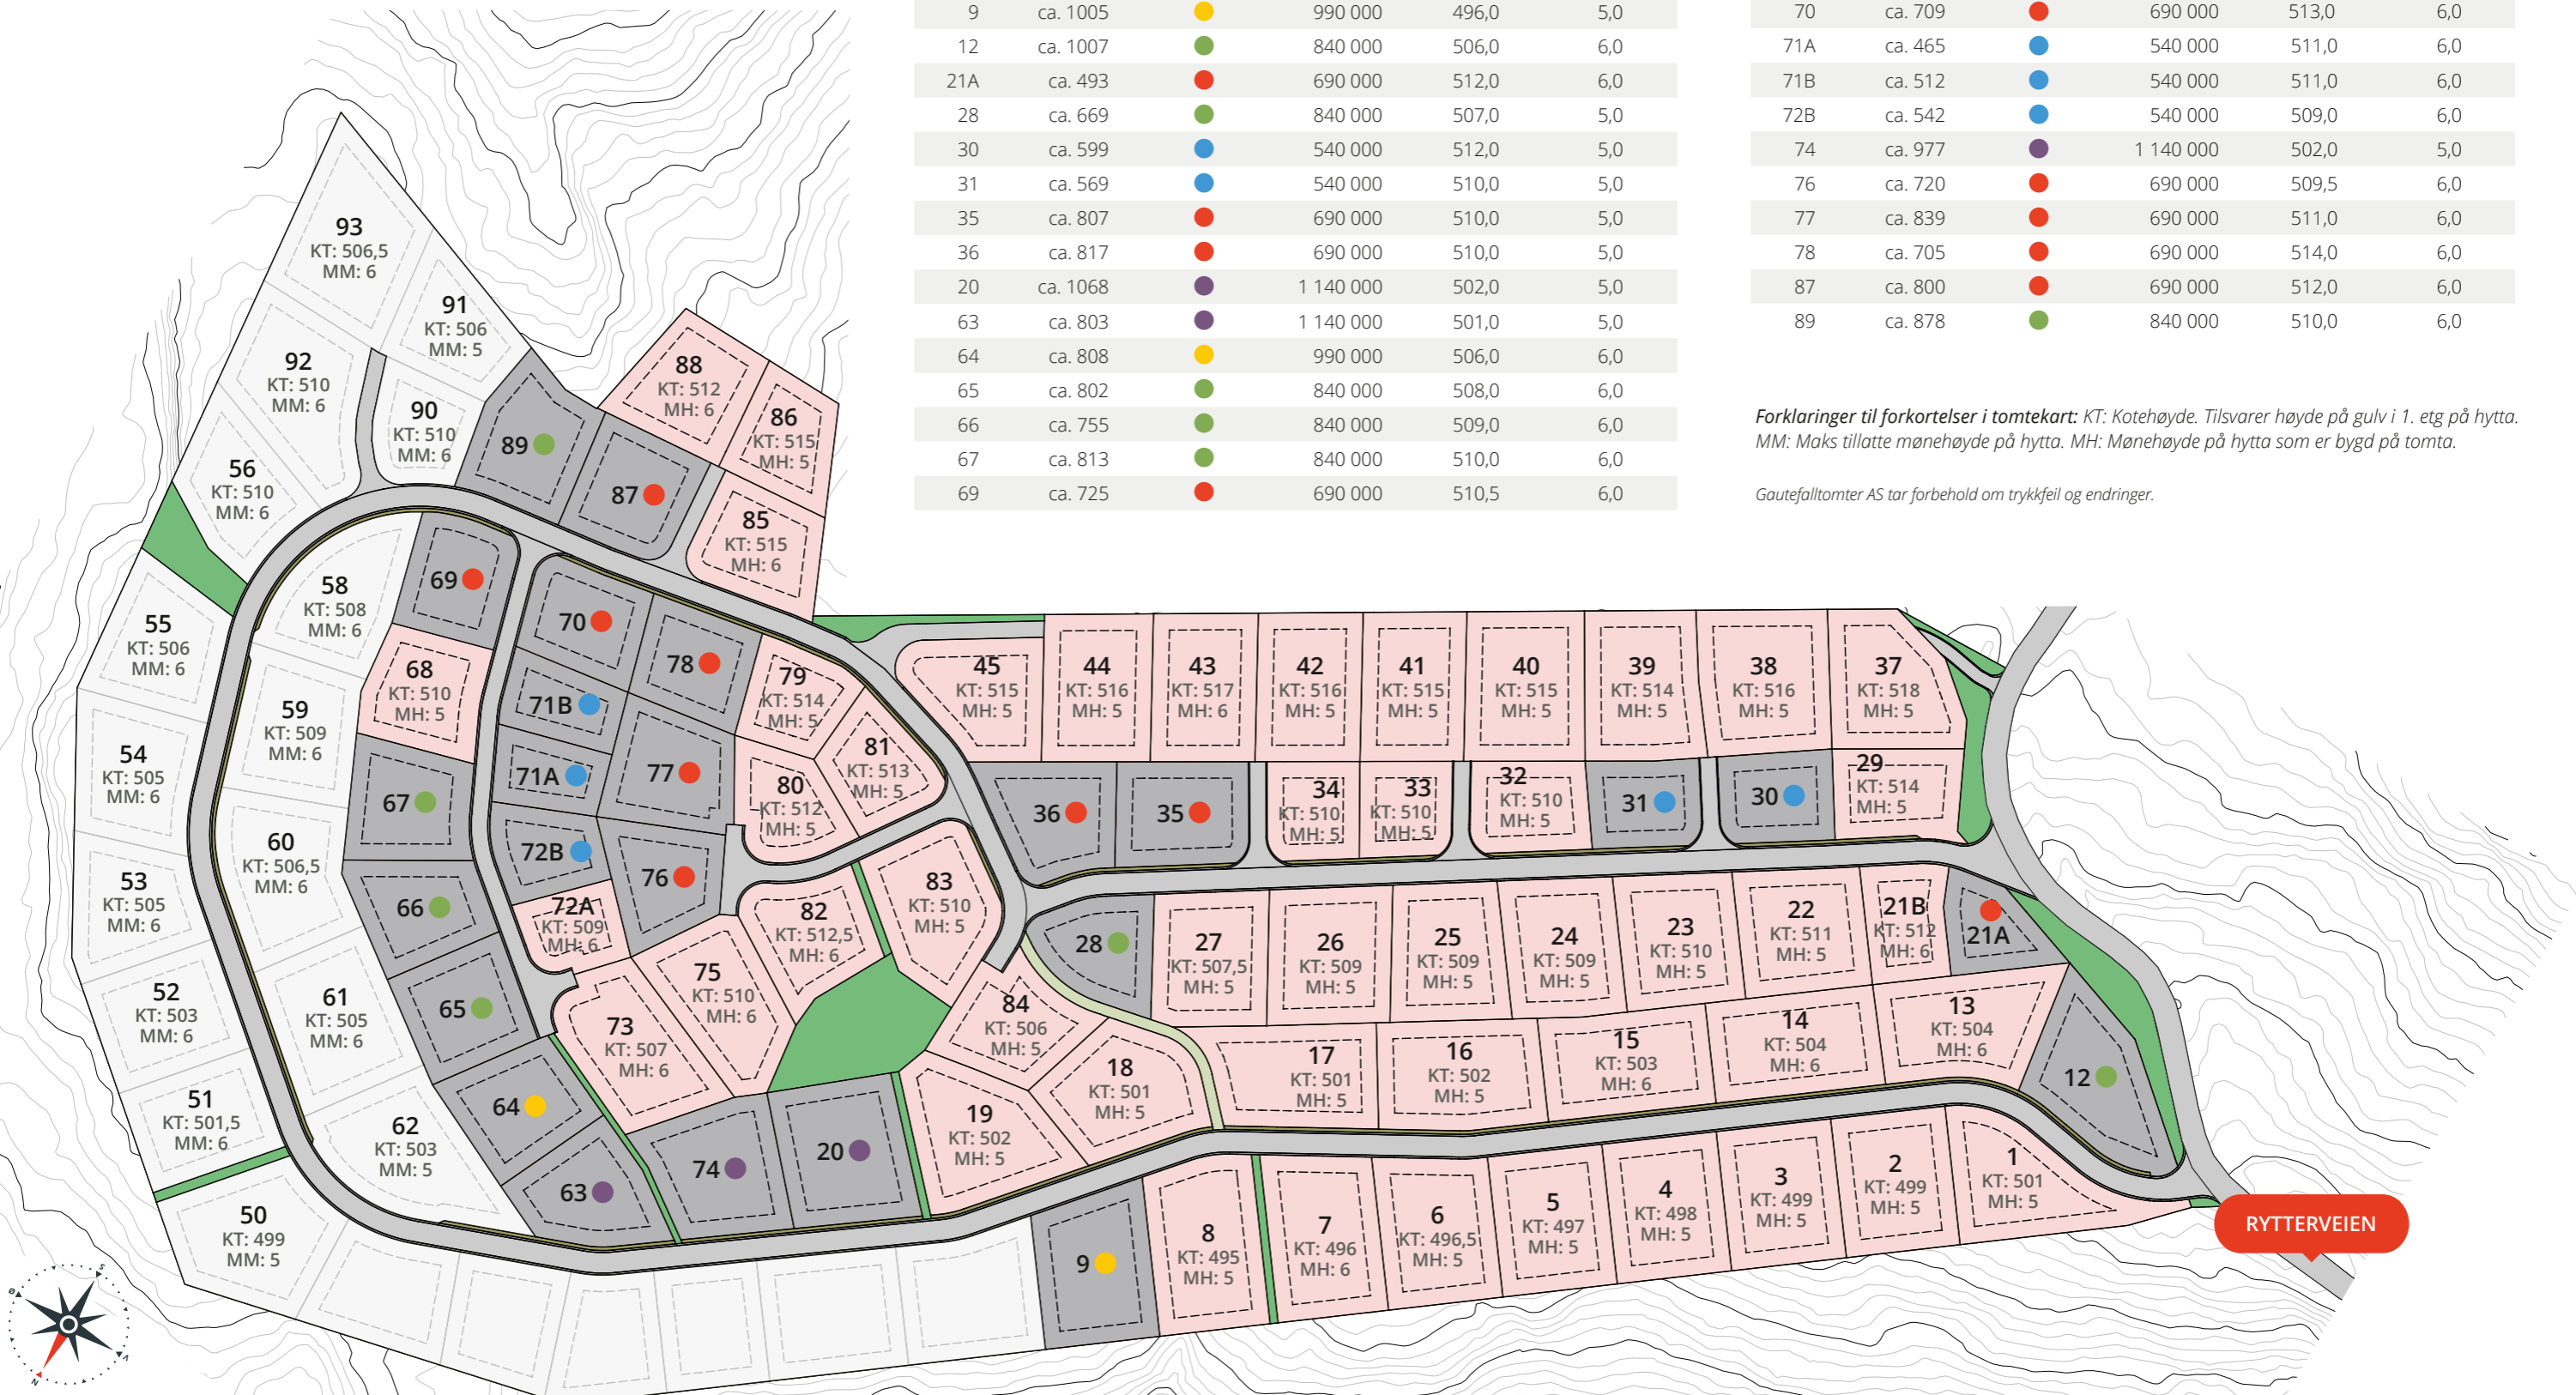 9 ca. 1005 990 000 496,0 5,0
12 ca. 1007 840 000 506,0 6,0
21A ca. 493 690 000 512,0 6,0
28 ca. 669 840 000 507,0 5,0
30 ca. 599 540 000 512,0 5,0
31 ca. 569 540 000 510,0 5,0
35 ca. 807 690 000 510,0 5,0
36 ca. 817 690 000 510,0 5,0
20 ca. 1068 1 140 000 502,0 5,0
63 ca. 803 1 140 000 501,0 5,0
64 ca. 808 990 000 506,0 6,0
65 ca. 802 840 000 508,0 6,0
66 ca. 755 840 000 509,0 6,0
67 ca. 813 840 000 510,0 6,0
69 ca. 725 690 000 510,5 6,0
70 ca. 709 690 000 513,0 6,0
71A ca. 465 540 000 511,0 6,0
71B ca. 512 540 000 511,0 6,0
72B ca. 542 540 000 509,0 6,0
74 ca. 977 1 140 000 502,0 5,0
76 ca. 720 690 000 509,5 6,0
77 ca. 839 690 000 511,0 6,0
78 ca. 705 690 000 514,0 6,0
87 ca. 800 690 000 512,0 6,0
89 ca. 878 840 000 510,0 6,0
Forklaringer til forkortelser i tomtekart: KT: Kotehøyde. Tilsvarer høyde på gulv i 1. etg på hytta.
MM: Maks tillatte mønehøyde på hytta. MH: Mønehøyde på hytta som er bygd på tomta.
Gautefalltomter AS tar forbehold om trykkfeil og endringer.
93
KT: 506,5
MM: 6
91
KT: 506
MM: 5
92
KT: 510
MM: 6
90
KT: 510
MM: 6
56
KT: 510
MM: 6
89
87
88
KT: 512
MH: 6
86
KT: 515
MH: 5
85
KT: 515
MH: 6
58
KT: 508
MM: 6
69
55
KT: 506
MM: 6
68
KT: 510
MH: 5
59
KT: 509
MM: 6
54
KT: 505
MM: 6
67
60
KT: 506,5
MM: 6
53
KT: 505
MM: 6
66
52
KT: 503
MM: 6
61
KT: 505
MM: 6
65
51
KT: 501,5
MM: 6
62
KT: 503
MM: 5
64
63
50
KT: 499
MM: 5
70
78
71B
71A
77
72B
76
72A
KT: 509
MH: 6
79
KT: 514
MH: 5
81
KT: 513
MH: 5
80
KT: 512
MH: 5
82
KT: 512,5
MH: 6
83
KT: 510
MH: 5
75
KT: 510
MH: 6
73
KT: 507
MH: 6
84
KT: 506
MH: 5
74
20
19
KT: 502
MH: 5
18
KT: 501
MH: 5
45
KT: 515
MH: 5
44
KT: 516
MH: 5
43
KT: 517
MH: 6
42
KT: 516
MH: 5
41
KT: 515
MH: 5
40
KT: 515
MH: 5
39
KT: 514
MH: 5
38
KT: 516
MH: 5
37
KT: 518
MH: 5
36
35
34
KT: 510
MH: 5
33
KT: 510
MH: 5
32
KT: 510
MH: 5
31
30
29
KT: 514
MH: 5
28
27
KT: 507,5
MH: 5
26
KT: 509
MH: 5
25
KT: 509
MH: 5
24
KT: 509
MH: 5
23
KT: 510
MH: 5
22
KT: 511
MH: 5
21B
KT: 512
MH: 6
21A
17
KT: 501
MH: 5
16
KT: 502
MH: 5
15
KT: 503
MH: 6
14
KT: 504
MH: 6
13
KT: 504
MH: 6
12
9
8
KT: 495
MH: 5
7
KT: 496
MH: 6
6
KT: 496,5
MH: 5
5
KT: 497
MH: 5
4
KT: 498
MH: 5
3
KT: 499
MH: 5
2
KT: 499
MH: 5
1
KT: 501
MH: 5
RYTTERVEIEN
S
Ø
V
N